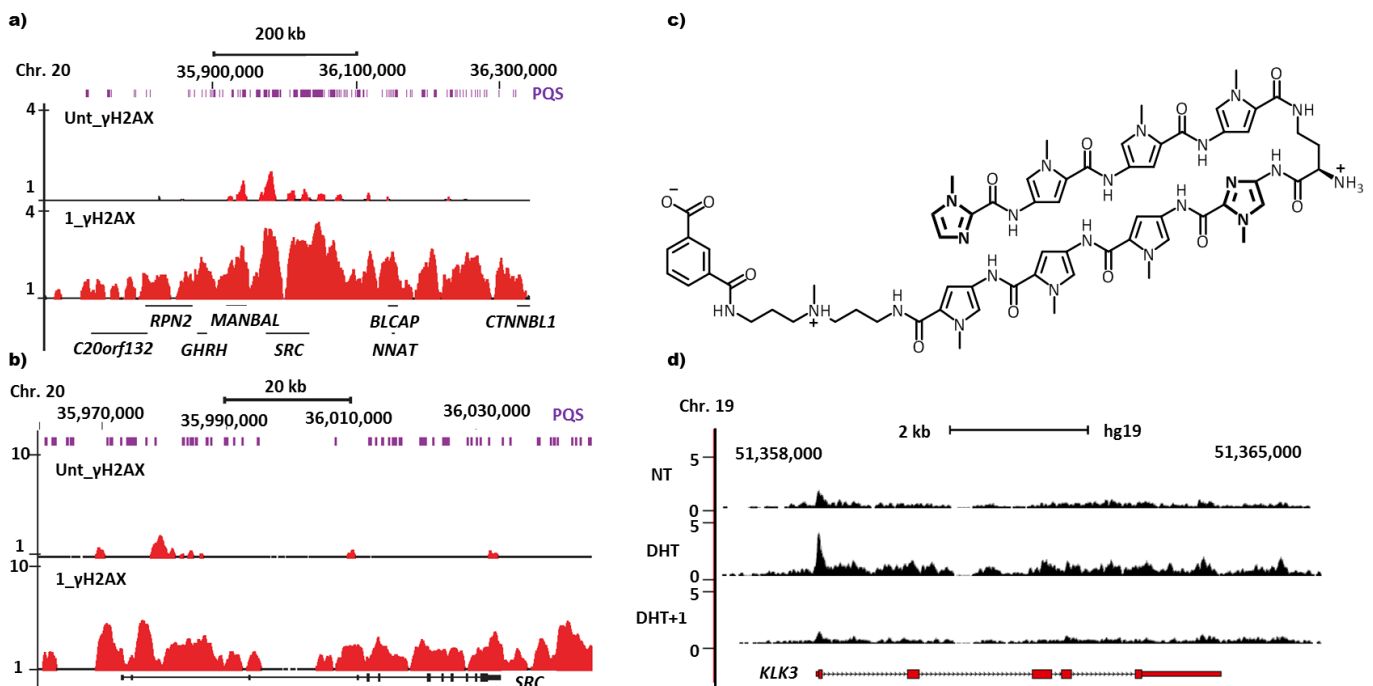 a)
200 kb
Chr. 20
35,900,000 36,100,000 36,300,000
PQS
4
Unt_γH2AX
1
4
1_γH2AX
1
RPN2 MANBAL BLCAP CTNNBL1
C20orf132 GHRH SRC NNAT
b)
20 kb
Chr. 20
35,970,000 35,990,000 36,010,000 36,030,000
PQS
10
Unt_γH2AX
1
10
1_γH2AX
1
SRC
c)
N O N O N O N O HN
N O N H N H N H
N N H O H N N O H N + NH3
− O O O HN N H + H N O N H N O N H N O N H N O N
d)
Chr. 19
2 kb hg19
51,358,000 51,365,000
NT
5
0
DHT
5
0
DHT+1
5
0
KLK3